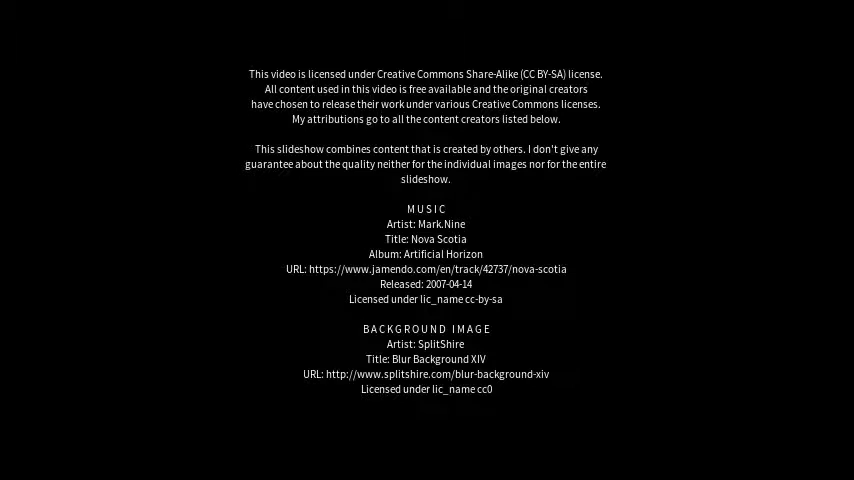 This video is licensed under Creative Commons Share-Alike (CC BY-SA) license.
All content used in this video is free available and the original creators
have chosen to release their work under various Creative Commons licenses.
My attributions go to all the content creators listed below.
This slideshow combines content that is created by others. I don't give any
guarantee about the quality neither for the individual images nor for the entire
slideshow.
MUSIC
Artist: Mark.Nine
Title: Nova Scotia
Album: Artificial Horizon
URL: https://www.jamendo.com/en/track/42737/nova-scotia
Released: 2007-04-14
Licensed under lic_name cc-by-sa
BACKGROUND IMAGE
Artist: SplitShire
Title: Blur Background XIV
URL: http://www.splitshire.com/blur-background-xiv
Licensed under lic_name cc0